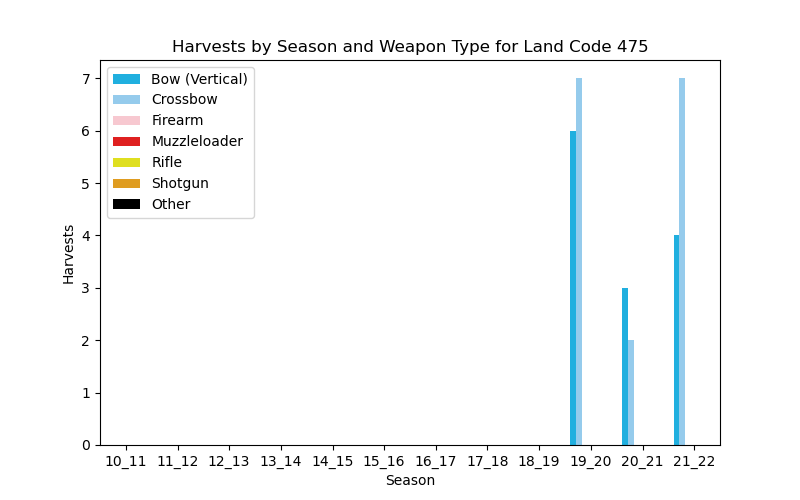 Harvests by Season and Weapon Type for Land Code 475
Bow (Vertical)
Crossbow
Firearm
Muzzleloader
Rifle
Shotgun
Other
7
6
5
4
3
2
1
0
Harvests
10_11 11_12 12_13 13_14 14_15 15_16 16_17 17_18 18_19 19_20 20_21 21_22
Season